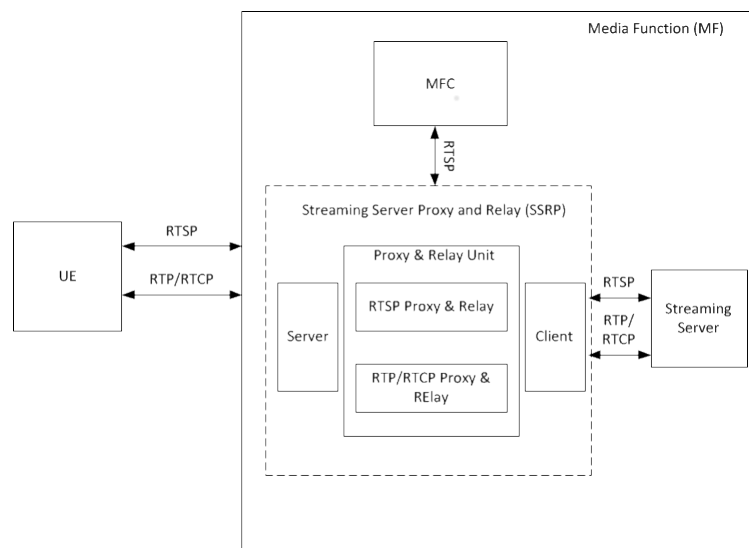 Media Function (MF)
MFC
RTSP
Streaming Server Proxy and Relay (SSRP)
RTSP
RTP/RTCP
UE
Proxy & Relay Unit
Server
RTSP Proxy & Relay
RTP/RTCP Proxy &
RElay
Client
RTSP
RTP/
RTCP
Streaming
Server